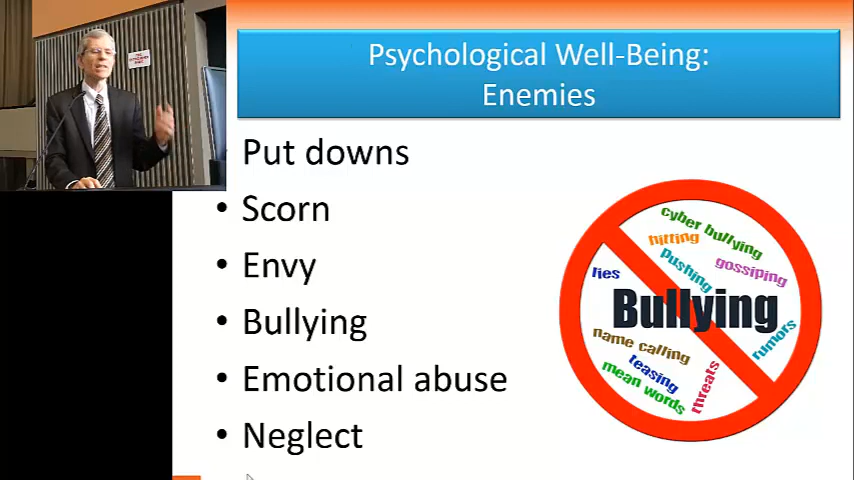 Psychological Well-Being:
Enemies
Put downs
• Scorn
• Envy
• Bullying
• Emotional abuse
• Neglect
cyber bullying
hitting
pushing
gossiping
lies
Bullying
rumors
name calling
teasing
mean words
threats